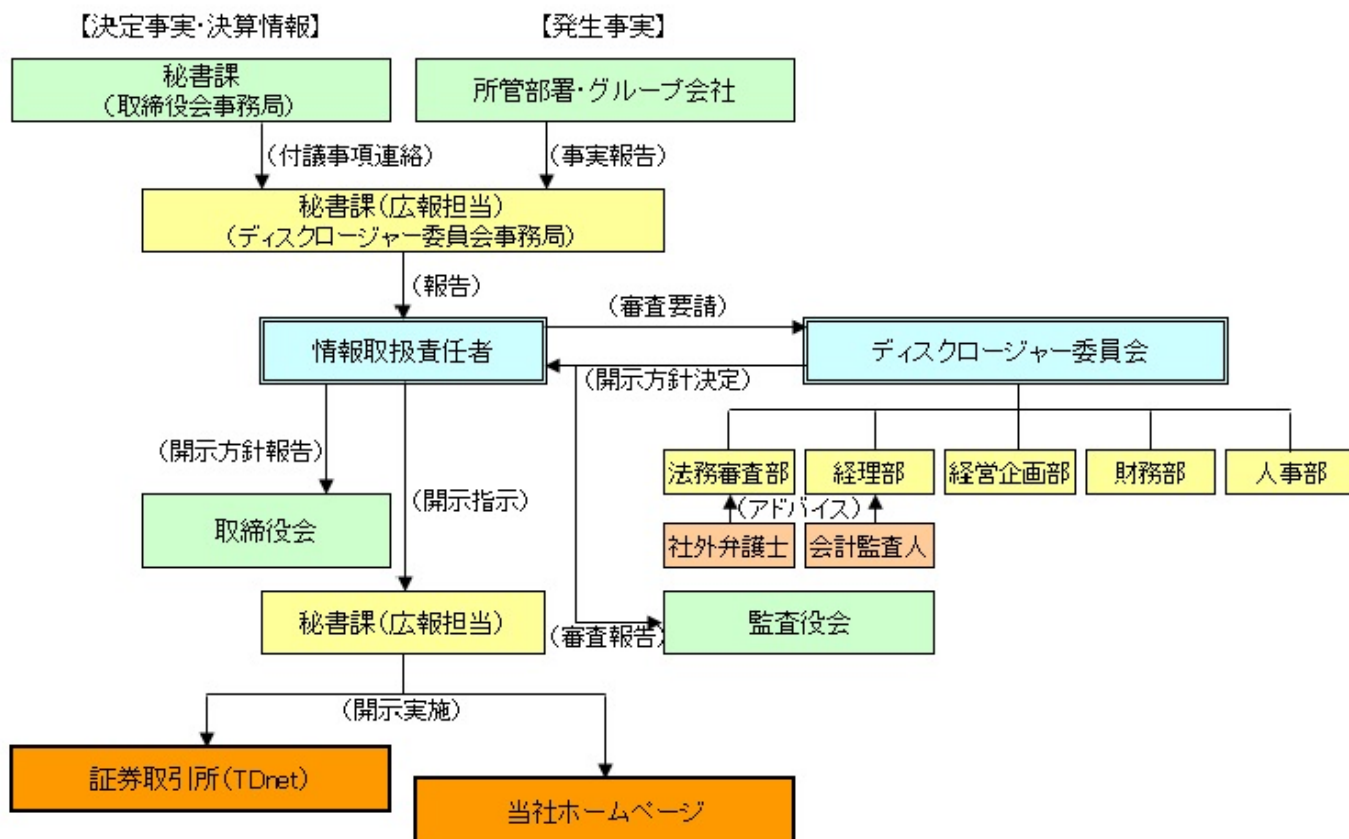 【決定事実・決算情報】
【発生事実】
秘書課
(取締役会事務局)
所管部署・グループ会社
(付議事項連絡)
(事実報告)
秘書課(広報担当)
(ディスクロージャー委員会事務局)
(報告)
(審査要請)
情報取扱責任者
ディスクロージャー委員会
(開示方針決定)
(開示方針報告)
法務審査部
経理部
経営企画部
財務部
人事部
(開示指示)
(アドバイス)
取締役会
社外弁護士
会計監査人
秘書課(広報担当)
(審査報告)
監査役会
(開示実施)
証券取引所(TDnet)
当社ホームページ